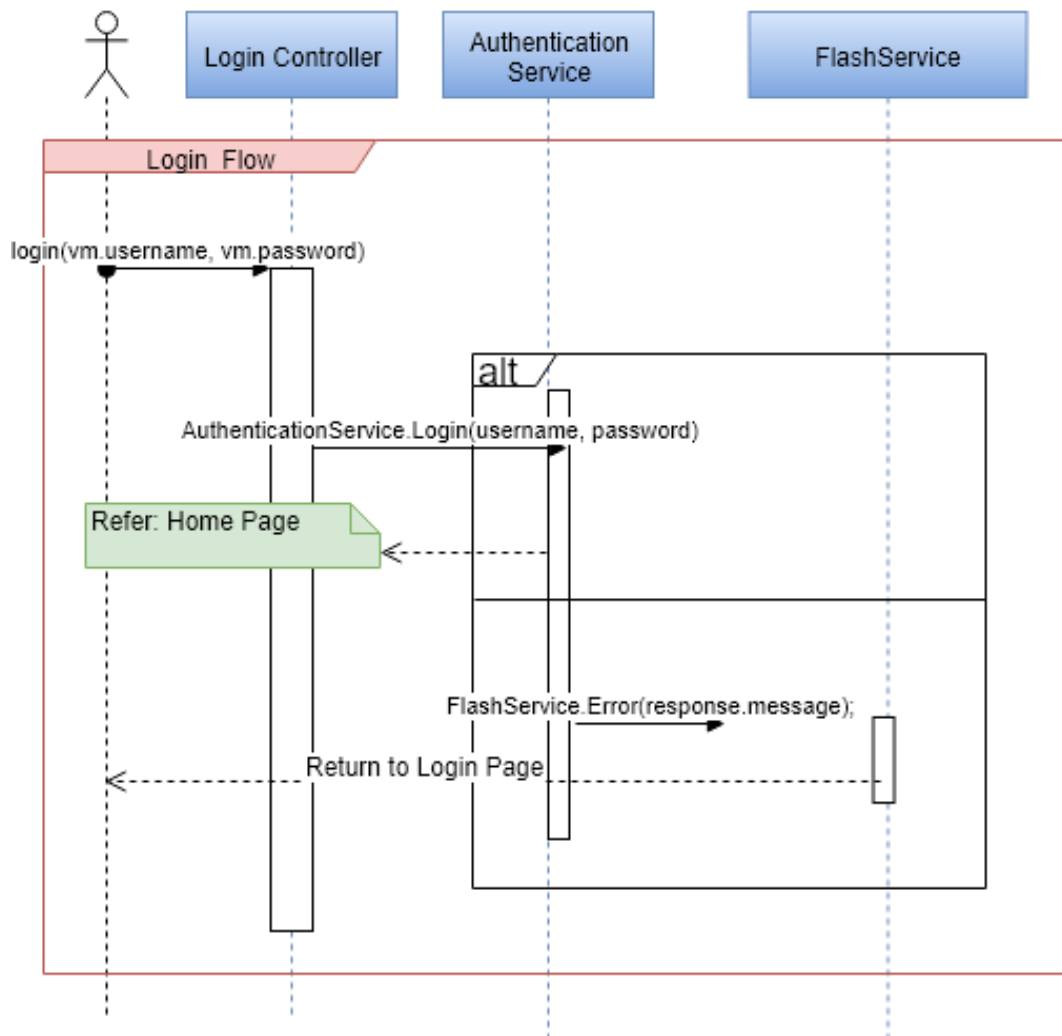 Login Controller
Authentication
Service
FlashService
Login Flow
login(vm.username, vm.password)
alt
AuthenticationService.Login(username, password)
Refer: Home Page
FlashService.Error(response.message);
Return to Login Page